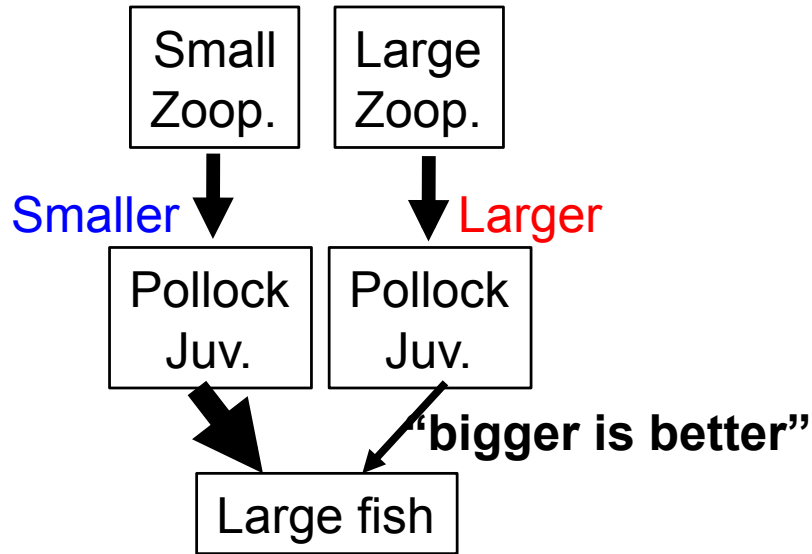 Small
Zoop.
Large
Zoop.
Smaller
Larger
Pollock
Juv.
Pollock
Juv.
“bigger is better”
Large fish